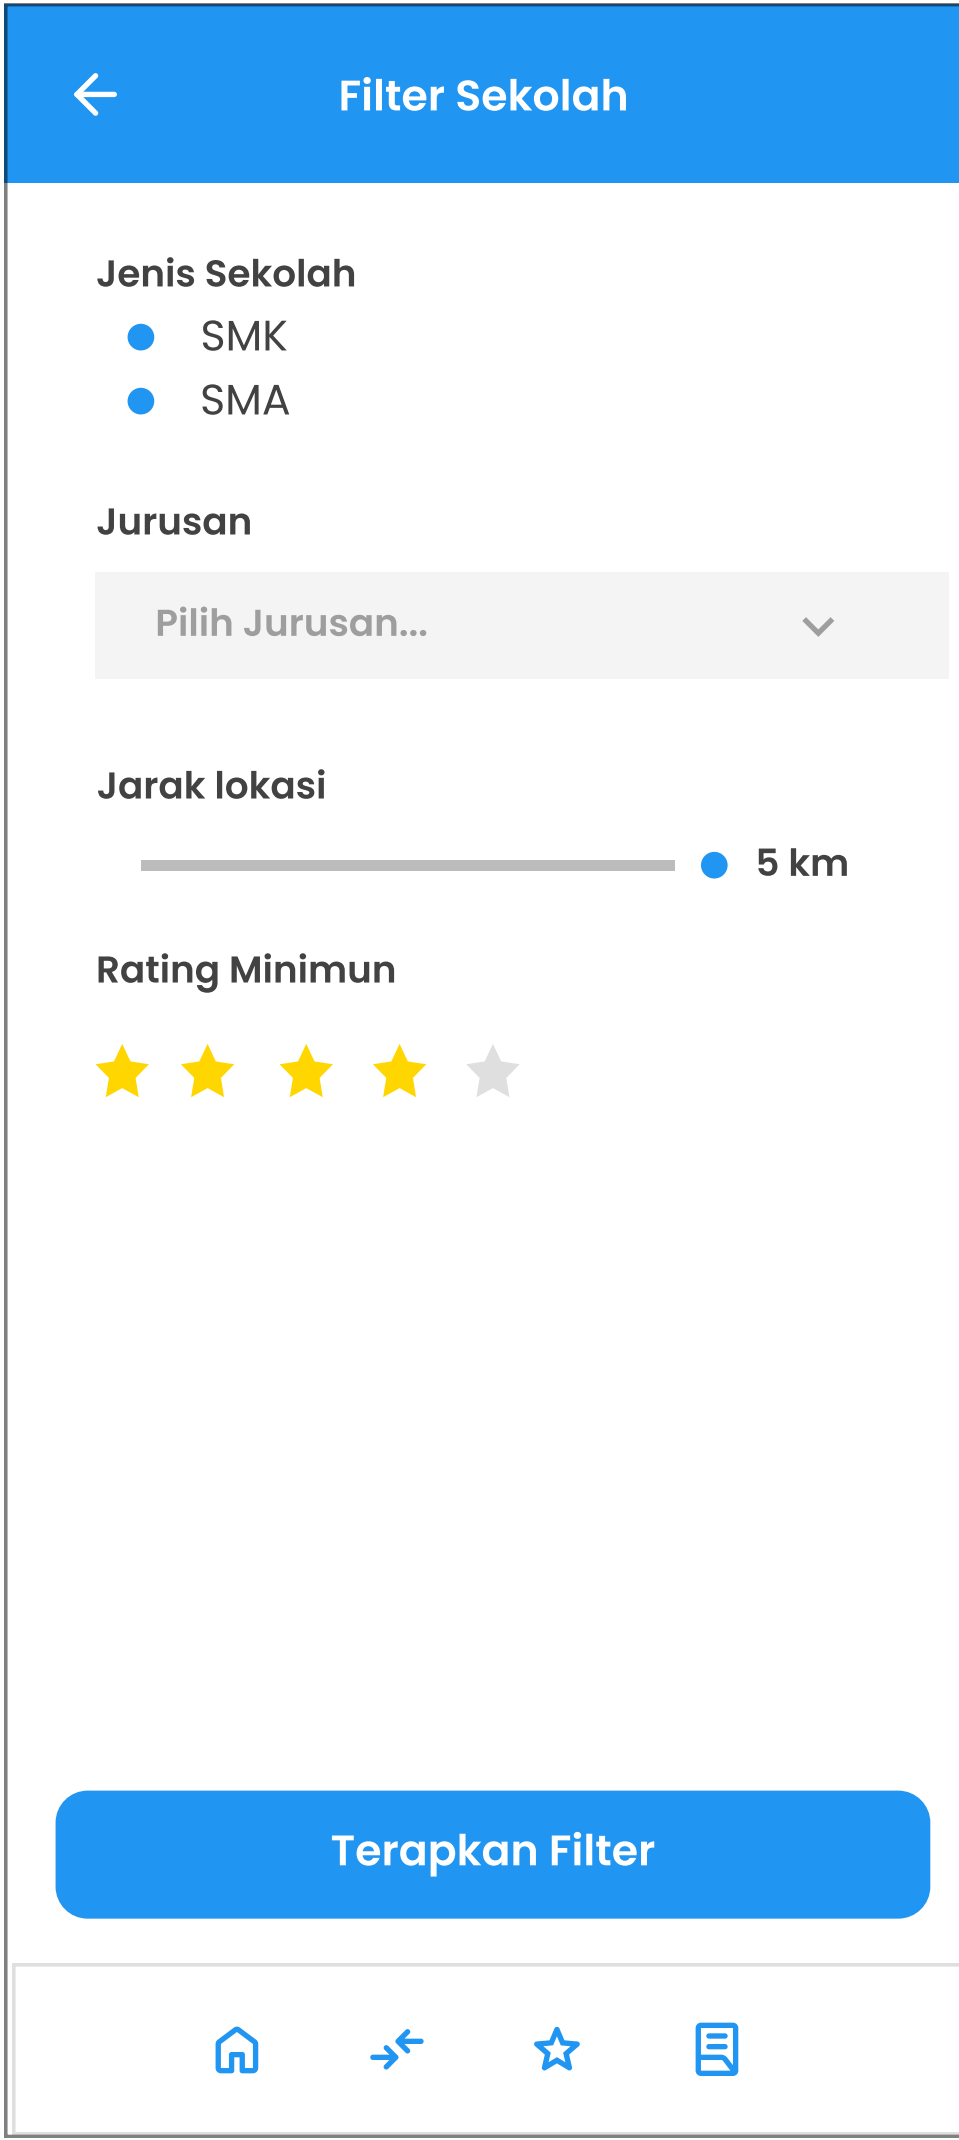 Filter Sekolah
Jenis Sekolah
SMK
SMA
Jurusan
Pilih Jurusan...
Jarak lokasi
5 km
Rating Minimun
Terapkan Filter